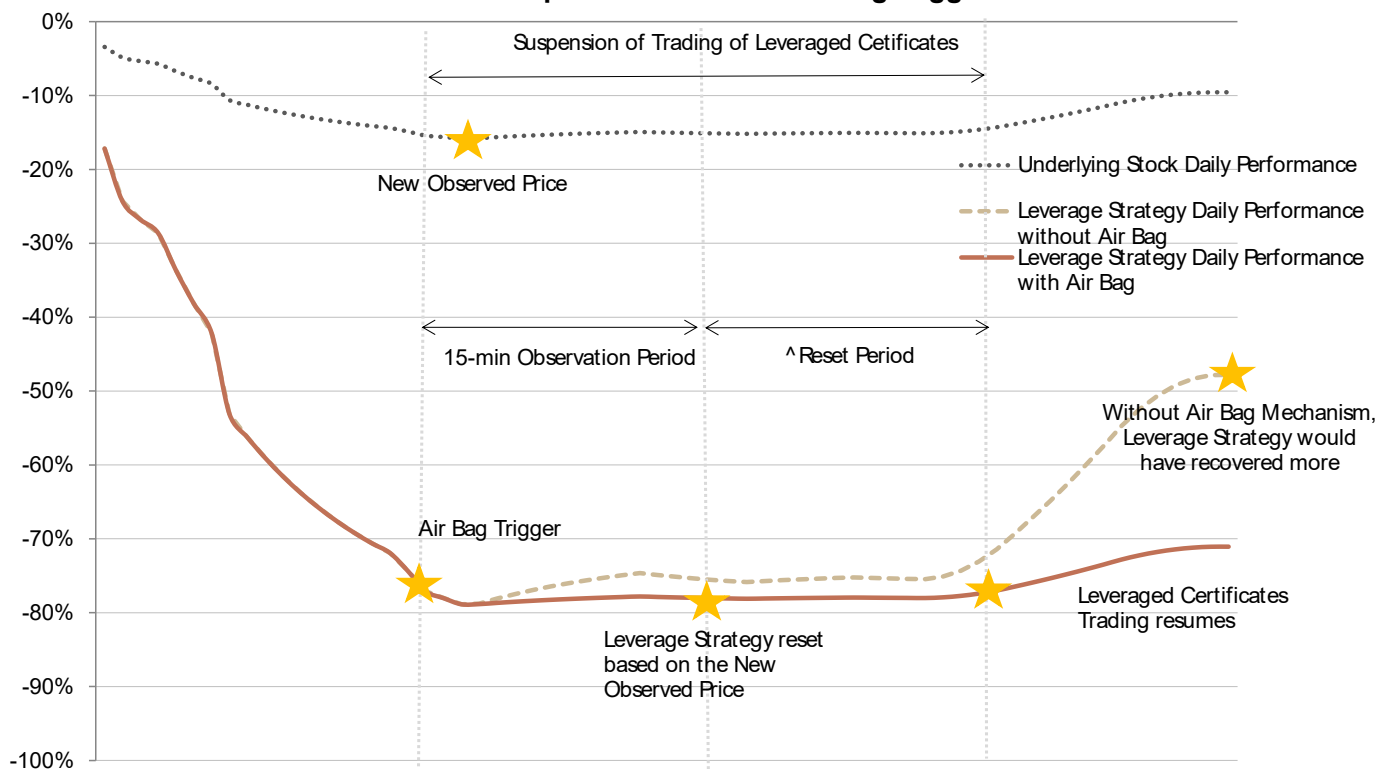 0%
-10%
-20%
-30%
-40%
-50%
-60%
-70%
-80%
-90%
-100%
Suspension of Trading of Leveraged Cetificates
New Observed Price
Underlying Stock Daily Performance
Leverage Strategy Daily Performance
without Air Bag
Leverage Strategy Daily Performance
with Air Bag
15-min Observation Period
^Reset Period
Without Air Bag Mechanism,
Leverage Strategy would
have recovered more
Air Bag Trigger
Leveraged Certificates
Trading resumes
Leverage Strategy reset
based on the New
Observed Price